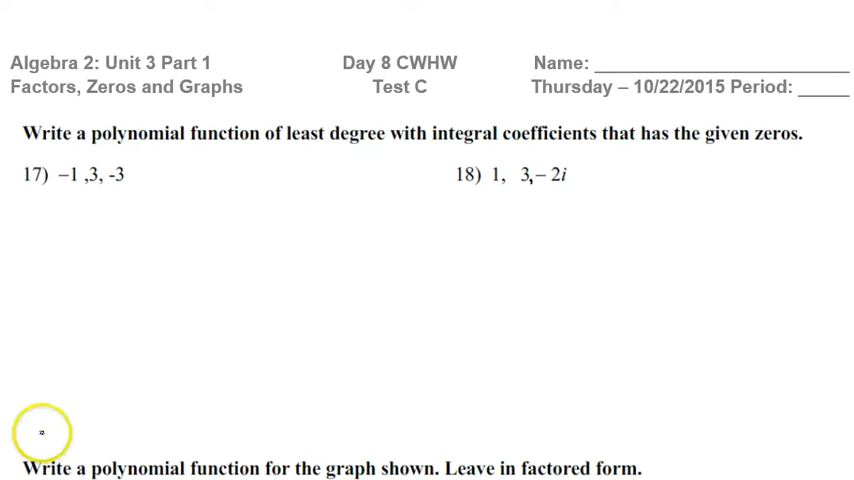 Algebra 2: Unit 3 Part 1 Day 8 CWHW Name: ____________________________
Factors, Zeros and Graphs Test C Thursday – 10/22/2015 Period: _____
Write a polynomial function of least degree with integral coefficients that has the given zeros.
17) –1 ,3, -3 18) 1, 3, – 2i
Write a polynomial function for the graph shown. Leave in factored form.